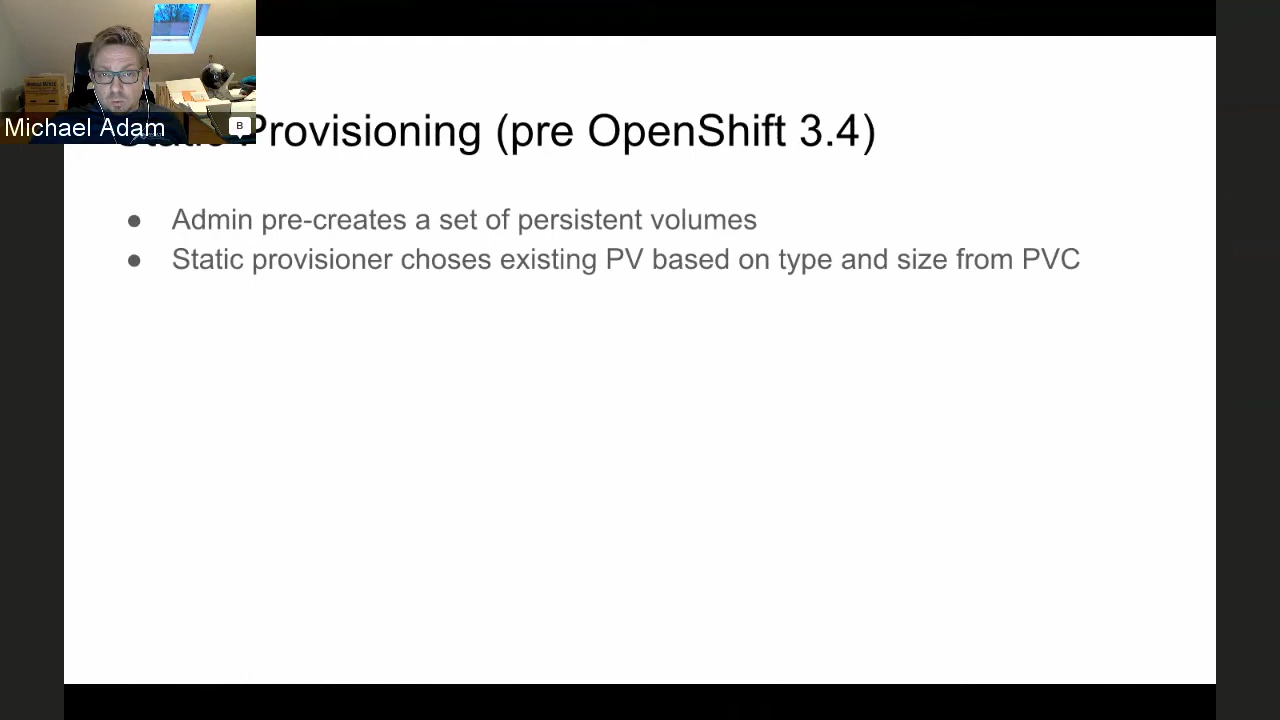 Michael Adam
B
Provisioning (pre OpenShift 3.4)
● Admin pre-creates a set of persistent volumes
● Static provisioner choses existing PV based on type and size from PVC